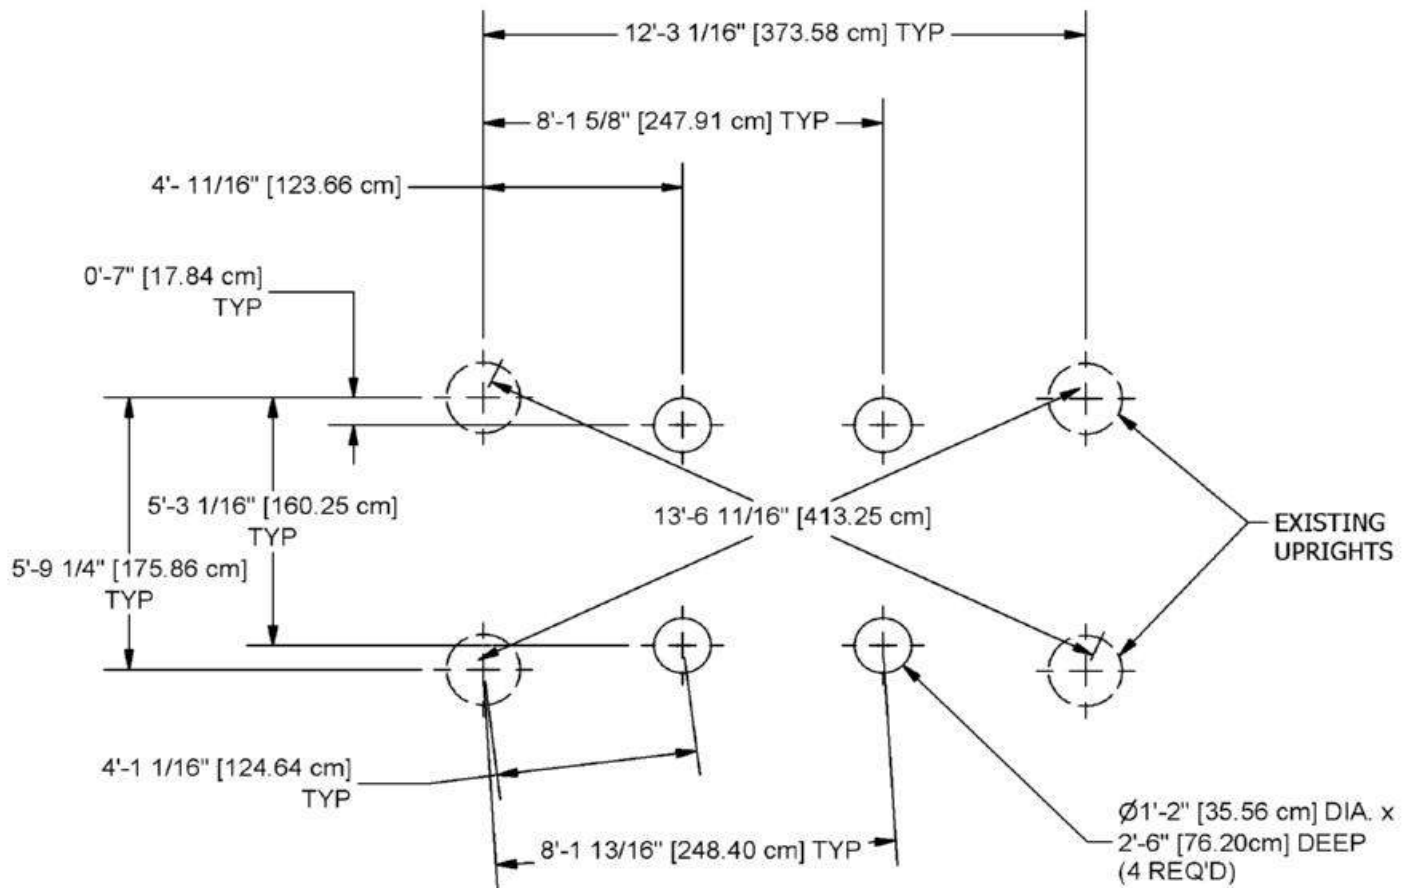 12'-3 1/16" [373.58 cm] TYP
8'-1 5/8" [247.91 cm] TYP
4'- 11/16" [123.66 cm]
0'-7" [17.84 cm]
TYP
5'-3 1/16" [160.25 cm]
TYP
13'-6 11/16" [413.25 cm]
EXISTING
UPRIGHTS
5'-9 1/4" [175.86 cm]
TYP
4'-1 1/16" [124.64 cm]
TYP
8'-1 13/16" [248.40 cm] TYP
Ø1'-2" [35.56 cm] DIA. x
2'-6" [76.20cm] DEEP
(4 REQ'D)